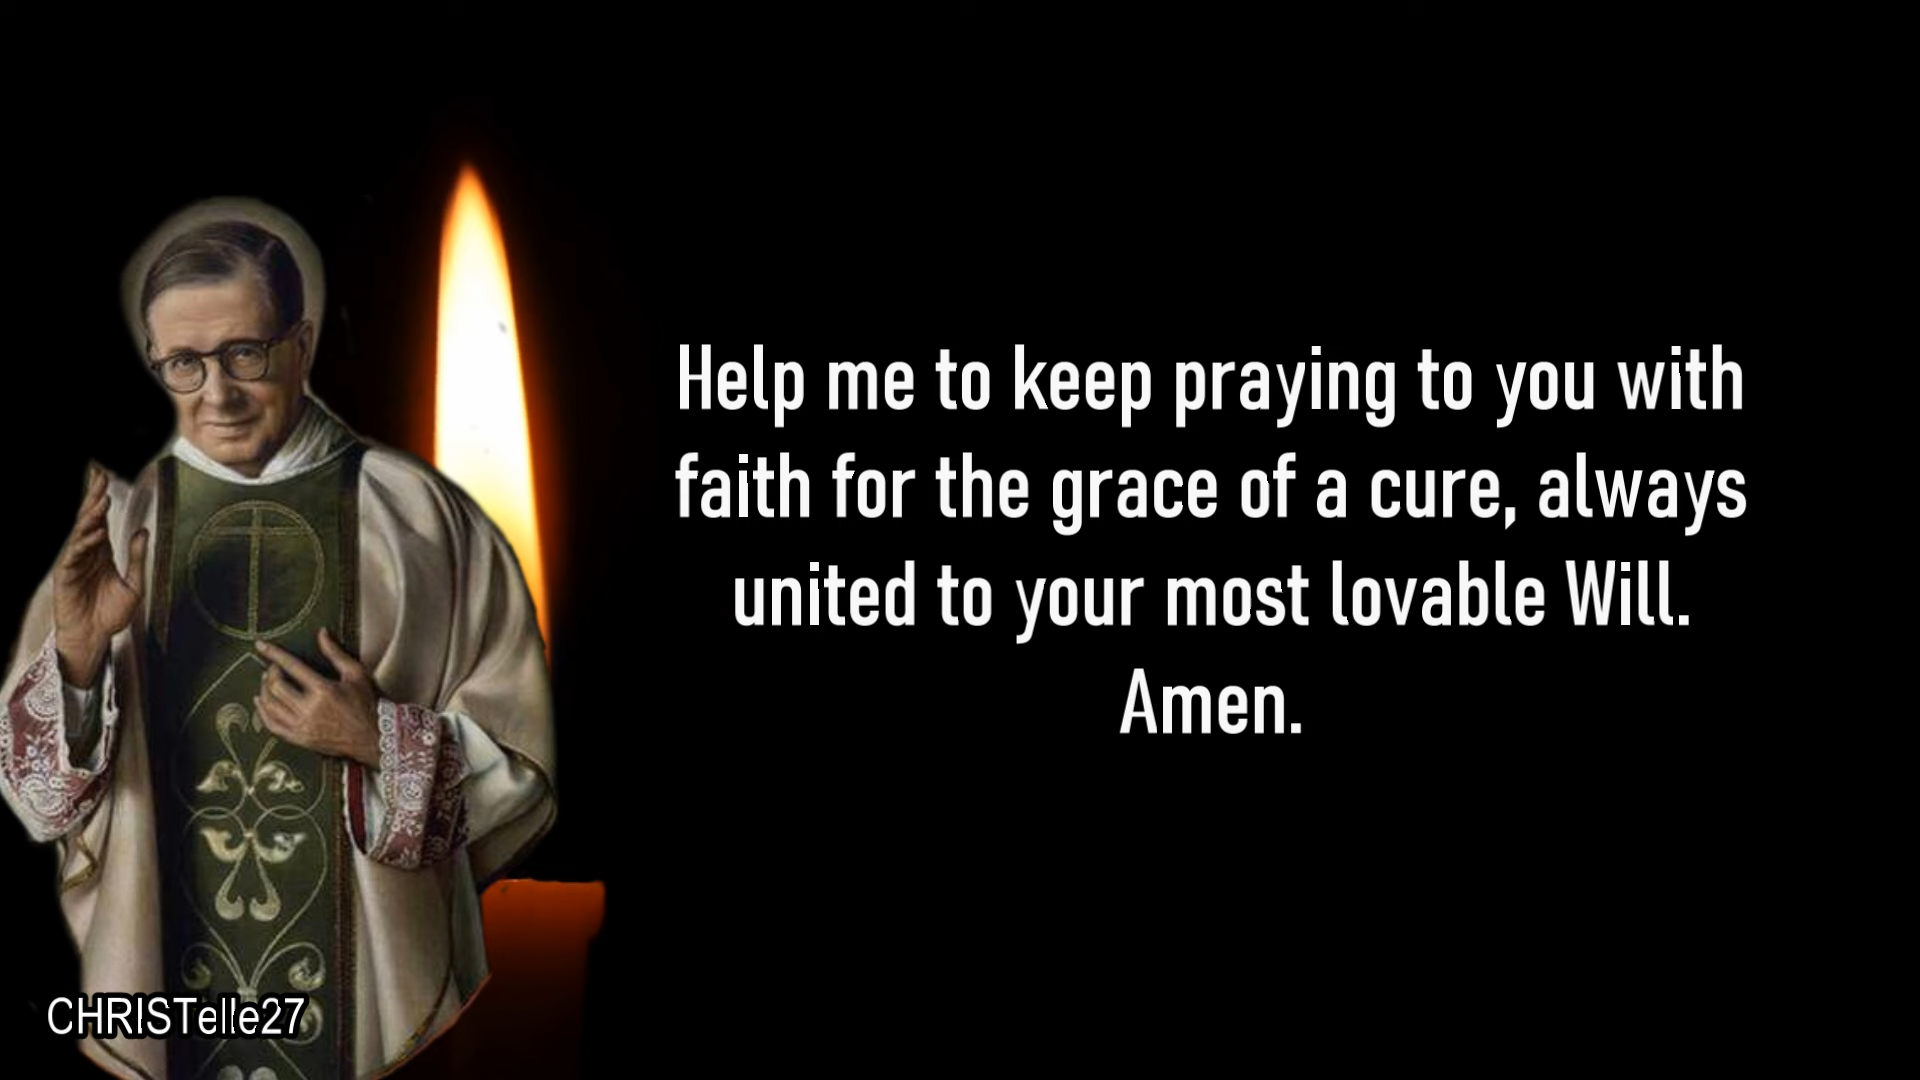 Help me to keep praying to you with
faith for the grace of a cure, always
united to your most lovable Will.
Amen.
CHRISTelle27